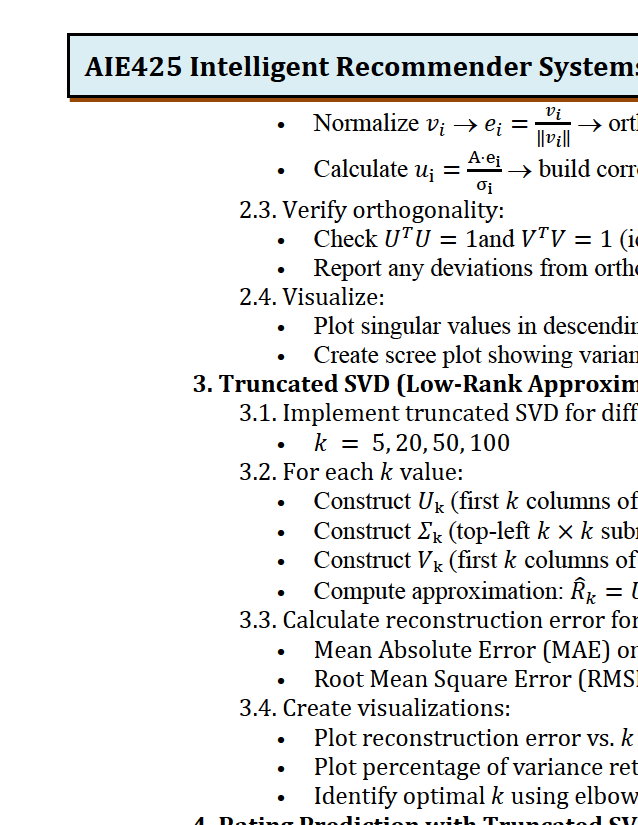 AIE425 Intelligent Recommender Systems
• Normalize 𝑣ᵢ → 𝑒ᵢ = 𝑣ᵢ / ‖𝑣ᵢ‖ →
• Calculate 𝑢ᵢ = A·eᵢ / σᵢ → build
2.3. Verify orthogonality:
• Check 𝑈ᵀ𝑈 = 1and 𝑉ᵀ𝑉 = 1
• Report any deviations from
2.4. Visualize:
• Plot singular values in
• Create scree plot showing
3. Truncated SVD (Low-Rank
3.1. Implement truncated SVD for
• 𝑘 = 5, 20, 50, 100
3.2. For each 𝑘 value:
• Construct 𝑈ₖ (first 𝑘 columns of
• Construct 𝛴ₖ (top-left 𝑘 × 𝑘
• Construct 𝑉ₖ (first 𝑘 columns of
• Compute approximation: 𝑅̂ₖ =
3.3. Calculate reconstruction error for
• Mean Absolute Error (MAE)
• Root Mean Square Error
3.4. Create visualizations:
• Plot reconstruction error vs. 𝑘
• Plot percentage of variance
• Identify optimal 𝑘 using elbow
4. Rating Prediction with Truncated